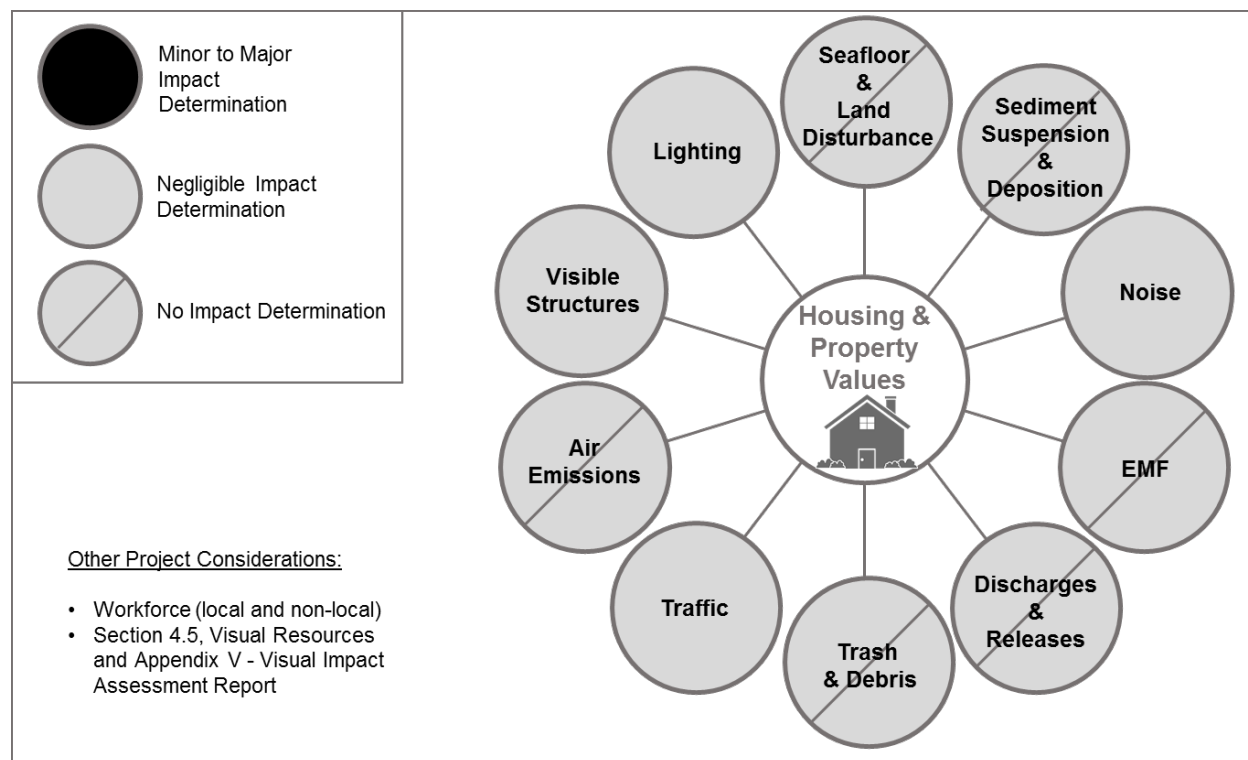 Minor to Major
Impact
Determination
Negligible Impact
Determination
No Impact Determination
Other Project Considerations:
• Workforce (local and non-local)
• Section 4.5, Visual Resources
and Appendix V - Visual Impact
Assessment Report
Housing &
Property
Values
Seafloor
&
Land
Disturbance
Sediment
Suspension
&
Deposition
Noise
EMF
Discharges
&
Releases
Trash
& Debris
Traffic
Air
Emissions
Visible
Structures
Lighting